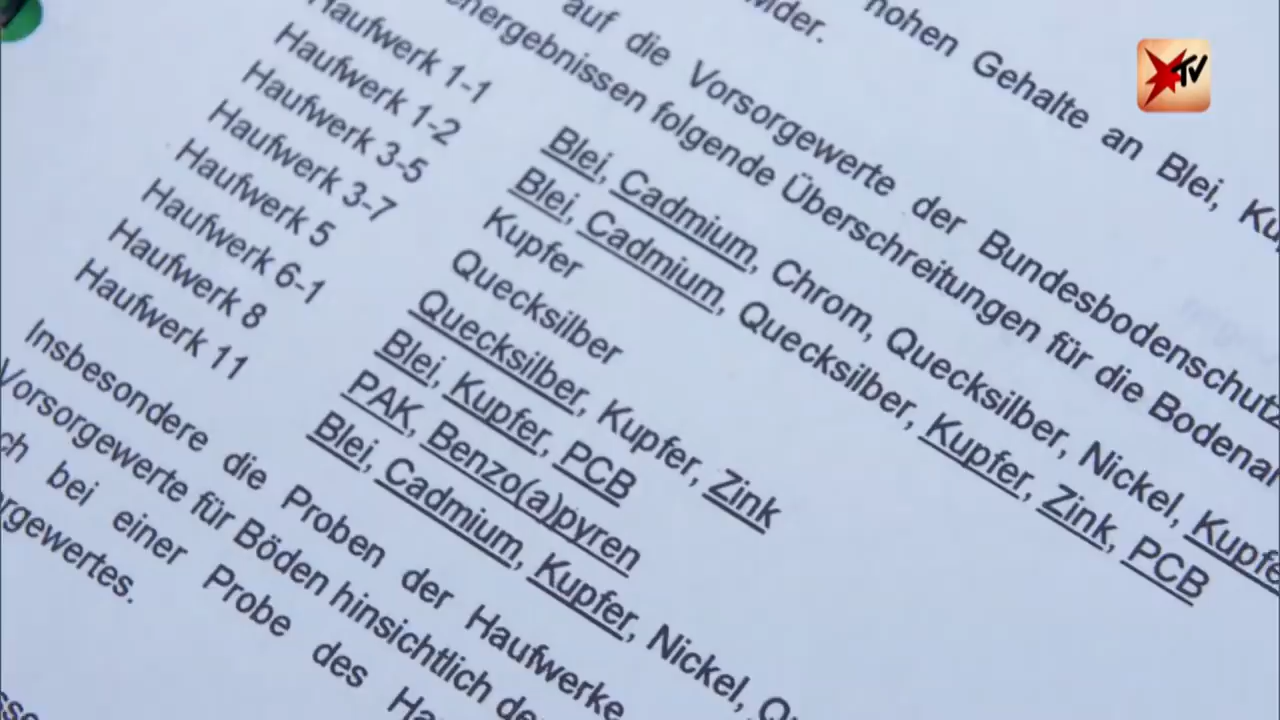 hohen Gehalte an Blei, Ku
auf die Vorsorgewerte der Bundesbodenschutz
folgende Überschreitungen für die Bodenar
Haufwerk 1-1 Blei, Cadmium, Chrom, Quecksilber, Nickel, Kupfe
Haufwerk 1-2 Blei, Cadmium, Quecksilber, Kupfer, Zink, PCB
Haufwerk 3-5 Kupfer
Haufwerk 3-7 Quecksilber
Haufwerk 5 Quecksilber, Kupfer, Zink
Haufwerk 6-1 Blei, Kupfer, PCB
Haufwerk 8 PAK, Benzo(a)pyren
Haufwerk 11 Blei, Cadmium, Kupfer, Nickel, Qu
Insbesondere die Proben der Haufwerke
Vorsorgewerte für Böden hinsichtlich de
ch bei einer Probe des Ha
rgewertes.
TV